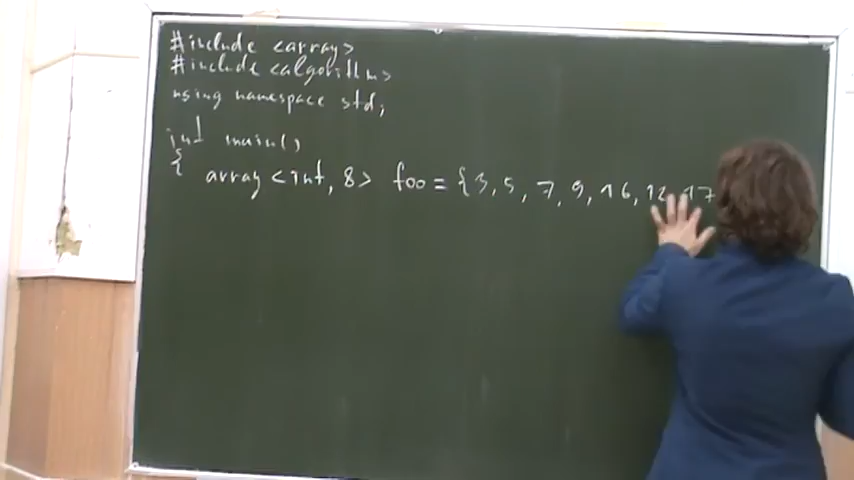 #include <array>
#include <algorithm>
using namespace std;
int main()
{
array <int, 8> foo = {3, 5, 7, 9, 16, 12, 17